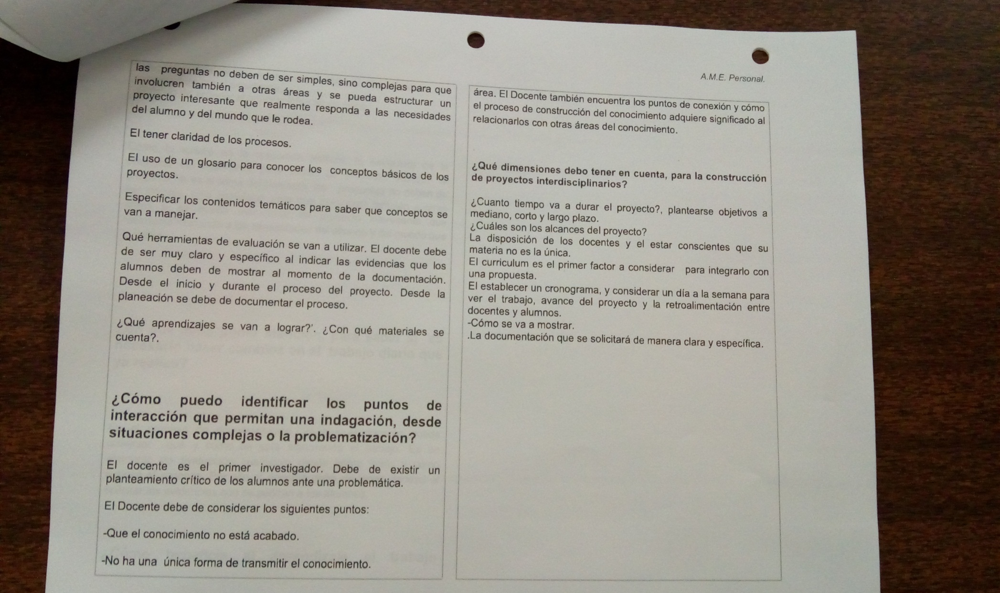 A.M.E. Personal.
las preguntas no deben de ser simples, sino complejas para que
involucren también a otras áreas y se pueda estructurar un
proyecto interesante que realmente responda a las necesidades
del alumno y del mundo que le rodea.
El tener claridad de los procesos.
El uso de un glosario para conocer los conceptos básicos de los
proyectos.
Especificar los contenidos temáticos para saber que conceptos se
van a manejar.
Qué herramientas de evaluación se van a utilizar. El docente debe
de ser muy claro y específico al indicar las evidencias que los
alumnos deben de mostrar al momento de la documentación.
Desde el inicio y durante el proceso del proyecto. Desde la
planeación se debe de documentar el proceso.
¿Qué aprendizajes se van a lograr?'. ¿Con qué materiales se
cuenta?.
¿Cómo puedo identificar los puntos de
interacción que permitan una indagación, desde
situaciones complejas o la problematización?
El docente es el primer investigador. Debe de existir un
planteamiento crítico de los alumnos ante una problemática.
El Docente debe de considerar los siguientes puntos:
-Que el conocimiento no está acabado.
-No ha una única forma de transmitir el conocimiento.
área. El Docente también encuentra los puntos de conexión y cómo
el proceso de construcción del conocimiento adquiere significado al
relacionarlos con otras áreas del conocimiento.
¿Qué dimensiones debo tener en cuenta, para la construcción
de proyectos interdisciplinarios?
¿Cuanto tiempo va a durar el proyecto?, plantearse objetivos a
mediano, corto y largo plazo.
¿Cuáles son los alcances del proyecto?
La disposición de los docentes y el estar conscientes que su
materia no es la única.
El curriculum es el primer factor a considerar para integrarlo con
una propuesta.
El establecer un cronograma, y considerar un día a la semana para
ver el trabajo, avance del proyecto y la retroalimentación entre
docentes y alumnos.
-Cómo se va a mostrar.
.La documentación que se solicitará de manera clara y específica.